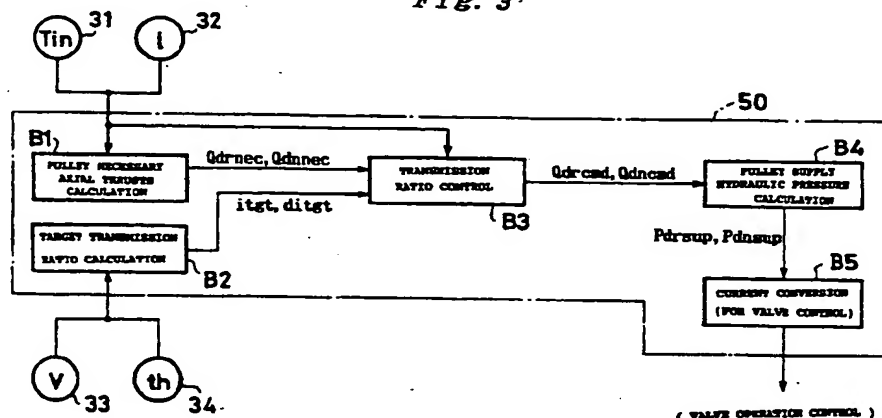 Fig. 3
31
32
Tin
i
50
B1
PULLEY NECESSARY
AXIAL THRUSTS
CALCULATION
Qdrnec, Qdnnec
TRANSMISSION
RATIO CONTROL
B3
Qdrcmd, Qdncmd
B4
PULLEY SUPPLY
HYDRAULIC PRESSURE
CALCULATION
itgt, ditgt
TARGET TRANSMISSION
RATIO CALCULATION
B2
Pdrsup, Pdnsup
B5
CURRENT CONVERSION
(FOR VALVE CONTROL)
V
33
th
34
( VALVE OPERATION CONTROL )